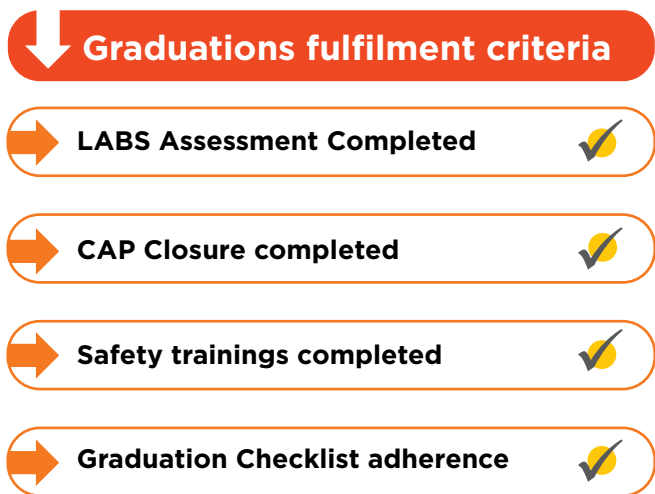 Graduations fulfilment criteria
LABS Assessment Completed
CAP Closure completed
Safety trainings completed
Graduation Checklist adherence